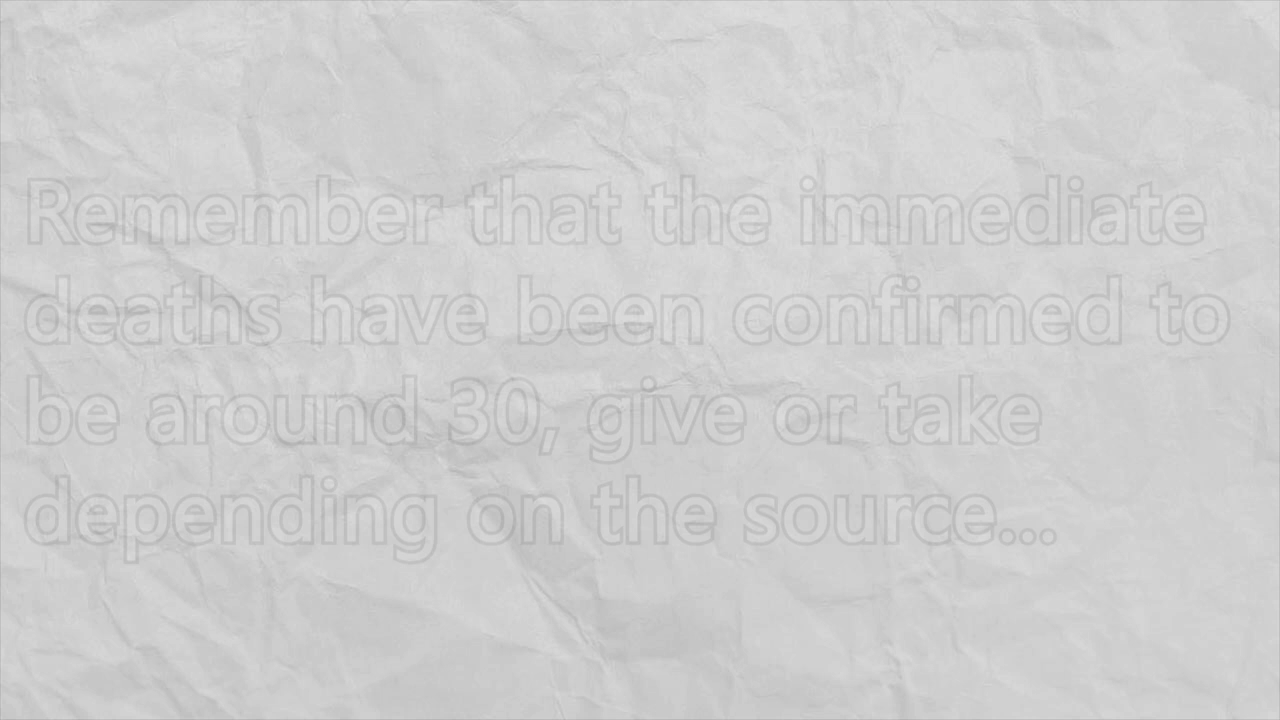 Remember that the immediate
deaths have been confirmed to
be around 30, give or take
depending on the source...